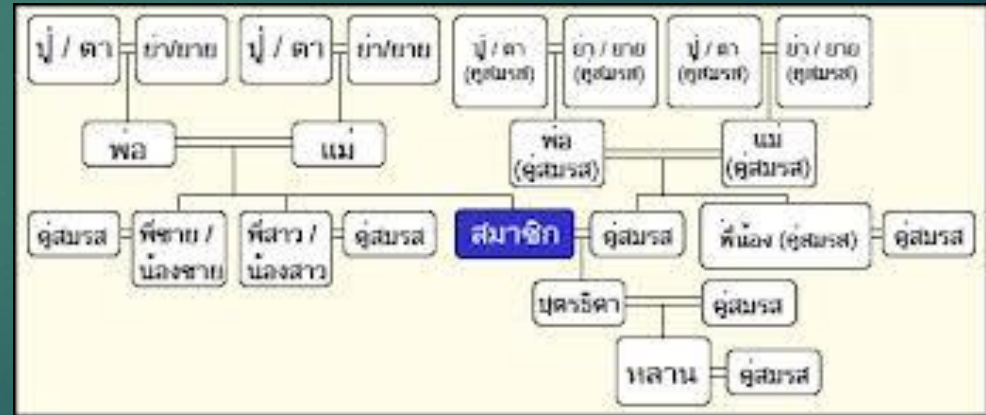 ปู่ / ตา
ย่า/ยาย
ปู่ / ตา
ย่า/ยาย
ปู่ / ตา
(คู่สมรส)
ย่า / ยาย
(คู่สมรส)
ปู่ / ตา
(คู่สมรส)
ย่า / ยาย
(คู่สมรส)
พ่อ
แม่
พ่อ
(คู่สมรส)
แม่
(คู่สมรส)
คู่สมรส
พี่ชาย /
น้องชาย
พี่สาว /
น้องสาว
คู่สมรส
สมาชิก
คู่สมรส
พี่น้อง (คู่สมรส)
คู่สมรส
บุตรธิดา
คู่สมรส
หลาน
คู่สมรส